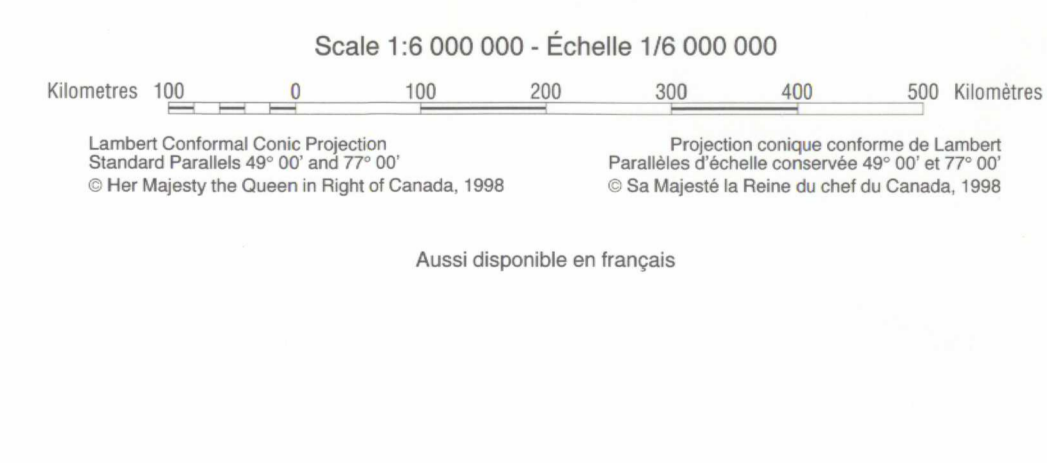 Scale 1:6 000 000 - Échelle 1/6 000 000
Kilometres 100 0 100 200 300 400 500 Kilomètres
Lambert Conformal Conic Projection
Standard Parallels 49° 00' and 77° 00'
© Her Majesty the Queen in Right of Canada, 1998
Projection conique conforme de Lambert
Parallèles d'échelle conservée 49° 00' et 77° 00'
© Sa Majesté la Reine du chef du Canada, 1998
Aussi disponible en français